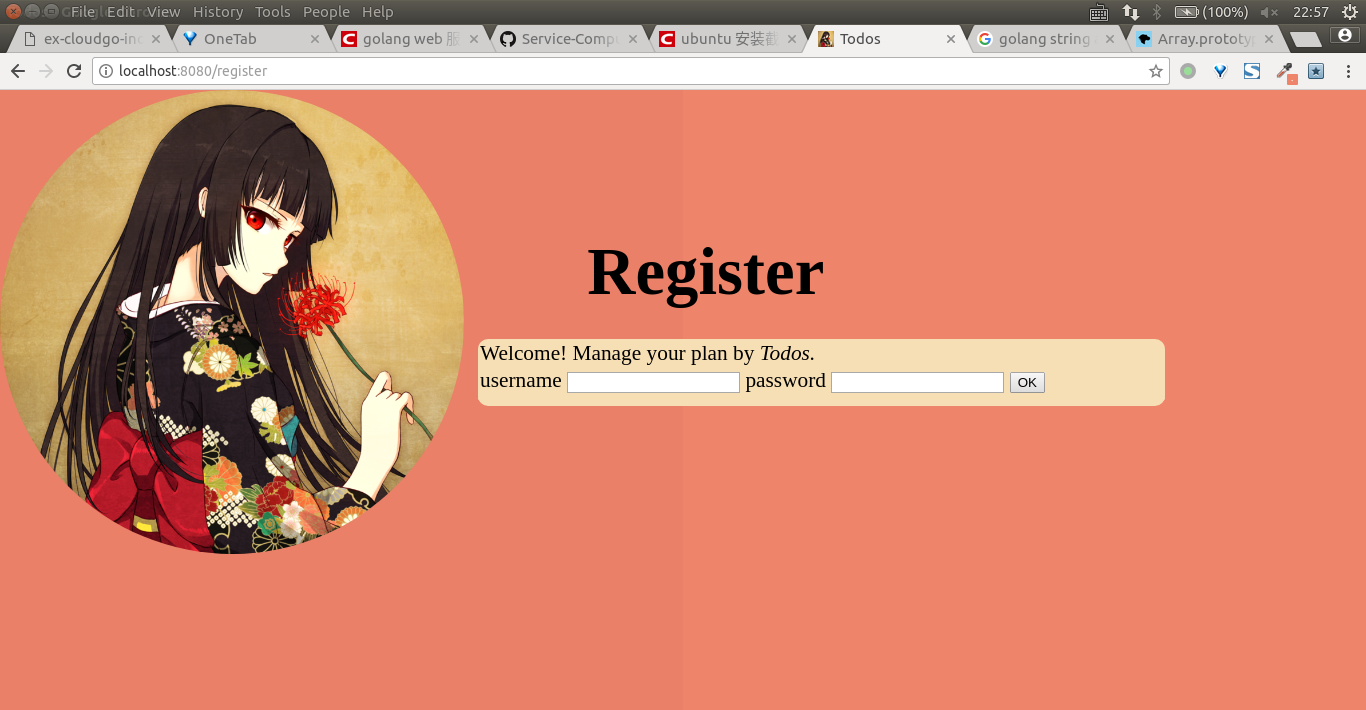 File Edit View History Tools People Help
(100%) 22:57
ex-cloudgo-inc
OneTab
golang web 服
Service-Compu
ubuntu 安装截
Todos
golang string
Array.prototyp
localhost:8080/register
Register
Welcome! Manage your plan by Todos.
username password OK